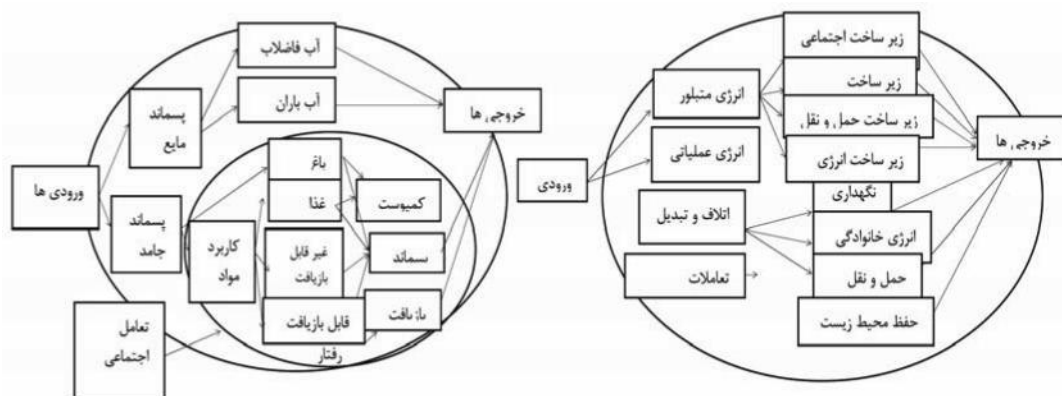 آب فاضلاب
آب باران
پسماند
مایع
خروجی ها
ورودی ها
پسماند
جامد
باغ
غذا
کمپوست
کاربرد
مواد
غیر قابل
بازیافت
پسماند
قابل بازیافت
بازیافت
رفتار
تعامل
اجتماعی
زیر ساخت اجتماعی
زیر ساخت
زیر ساخت حمل و نقل
زیر ساخت انرژی
انرژی متبلور
انرژی عملیاتی
خروجی ها
ورودی
نگهداری
اتلاف و تبدیل
انرژی خانوادگی
تعاملات
حمل و نقل
حفظ محیط زیست